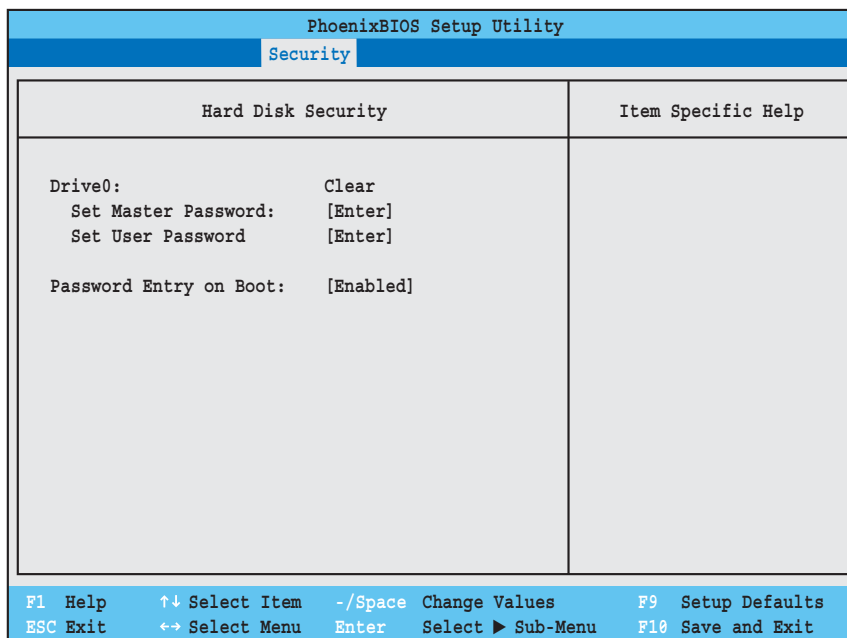 PhoenixBIOS Setup Utility
Security
Hard Disk Security
Item Specific Help
Drive0: Clear
Set Master Password: [Enter]
Set User Password [Enter]
Password Entry on Boot: [Enabled]
F1 Help ↑↓ Select Item -/Space Change Values F9 Setup Defaults
ESC Exit ←→ Select Menu Enter Select ▶ Sub-Menu F10 Save and Exit